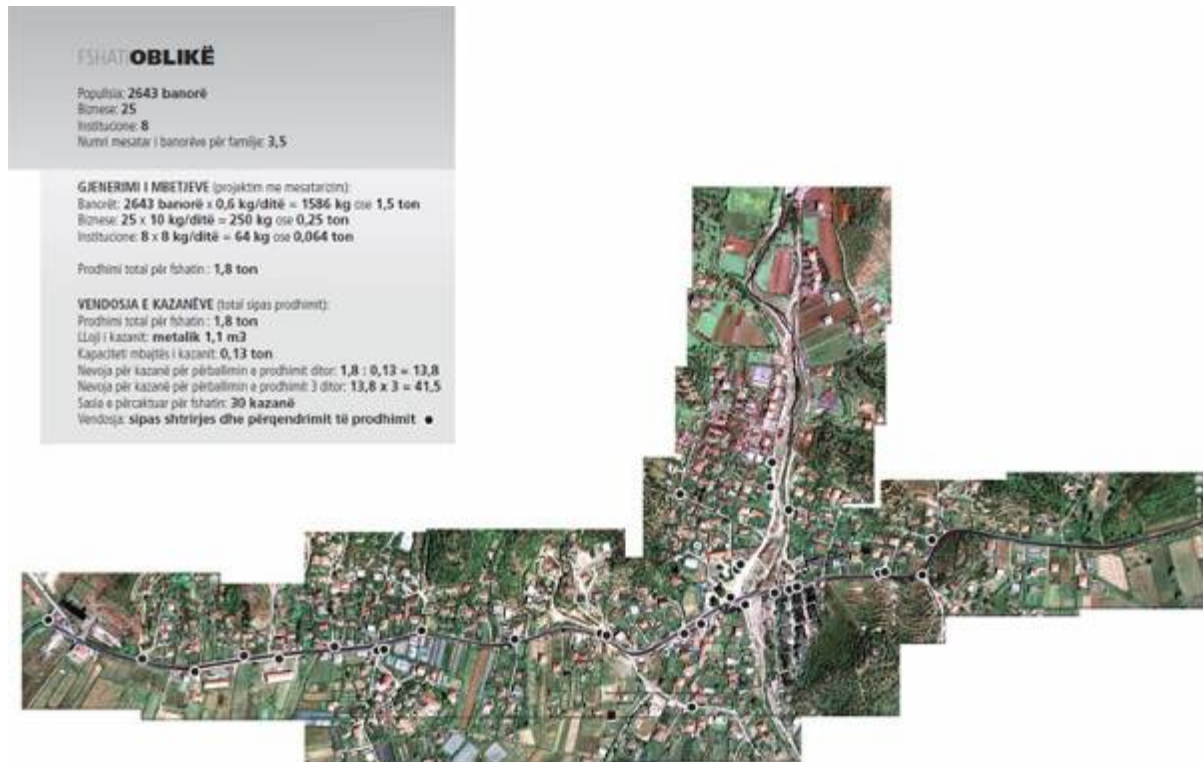 FSHATI OBLIKË
Popullsia: 2643 banorë
Biznese: 25
Institucione: 8
Numri mesatar i banorëve për familje: 3,5
GJENERIMI I MBETJEVE (projektim me mesatarizim):
Banorët: 2643 banorë x 0,6 kg/ditë = 1586 kg ose 1,5 ton
Biznese: 25 x 10 kg/ditë = 250 kg ose 0,25 ton
Institucione: 8 x 8 kg/ditë = 64 kg ose 0,064 ton
Prodhimi total për fshatin : 1,8 ton
VENDOSJA E KAZANËVE (total sipas prodhimit):
Prodhimi total për fshatin : 1,8 ton
LLoji i kazanit: metalik 1,1 m3
Kapaciteti mbajtës i kazanit: 0,13 ton
Nevoja për kazanë për përballimin e prodhimit ditor: 1,8 : 0,13 = 13,8
Nevoja për kazanë për përballimin e prodhimit 3 ditor: 13,8 x 3 = 41,5
Sasia e përcaktuar për fshatin: 30 kazanë
Vendosja: sipas shtrirjes dhe përqendrimit të prodhimit ●